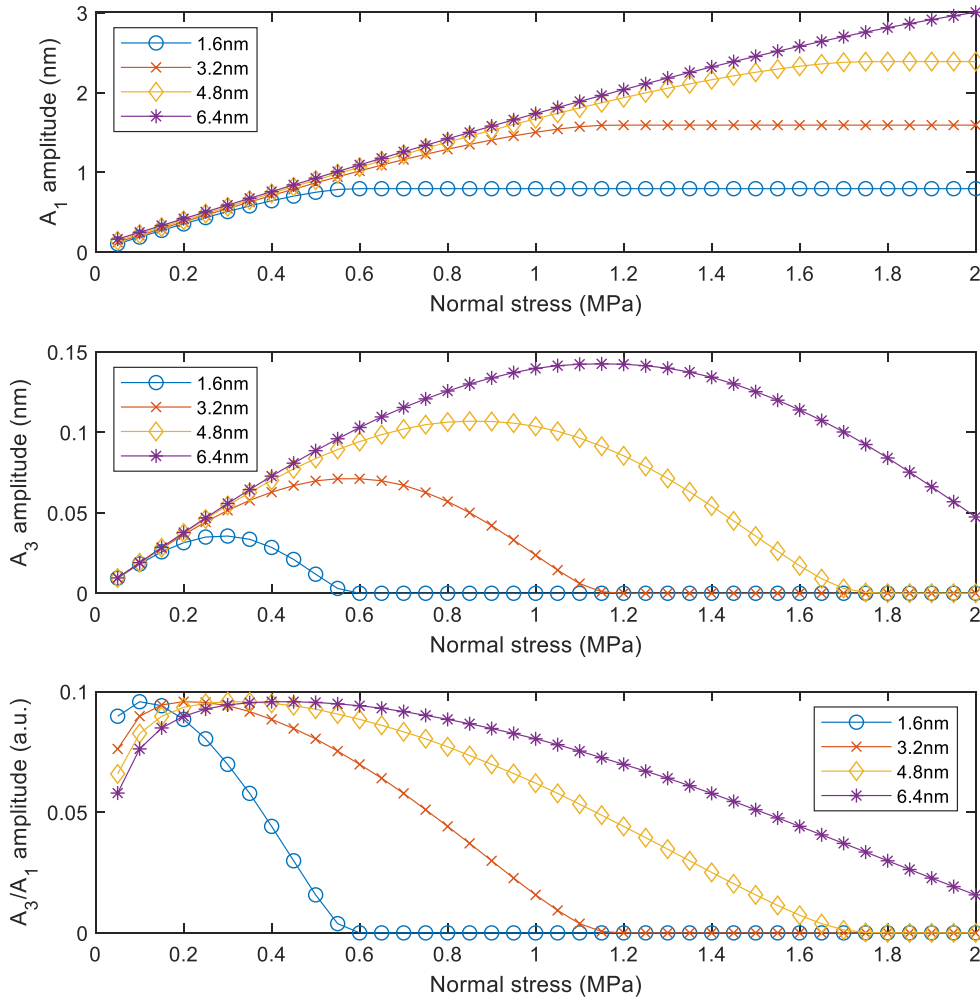 3
2
1
0
A1 amplitude (nm)
1.6nm
3.2nm
4.8nm
6.4nm
0 0.2 0.4 0.6 0.8 1 1.2 1.4 1.6 1.8 2
Normal stress (MPa)
0.15
0.1
0.05
0
A3 amplitude (nm)
1.6nm
3.2nm
4.8nm
6.4nm
0 0.2 0.4 0.6 0.8 1 1.2 1.4 1.6 1.8 2
Normal stress (MPa)
0.1
0.05
0
A3/A1 amplitude (a.u.)
1.6nm
3.2nm
4.8nm
6.4nm
0 0.2 0.4 0.6 0.8 1 1.2 1.4 1.6 1.8 2
Normal stress (MPa)